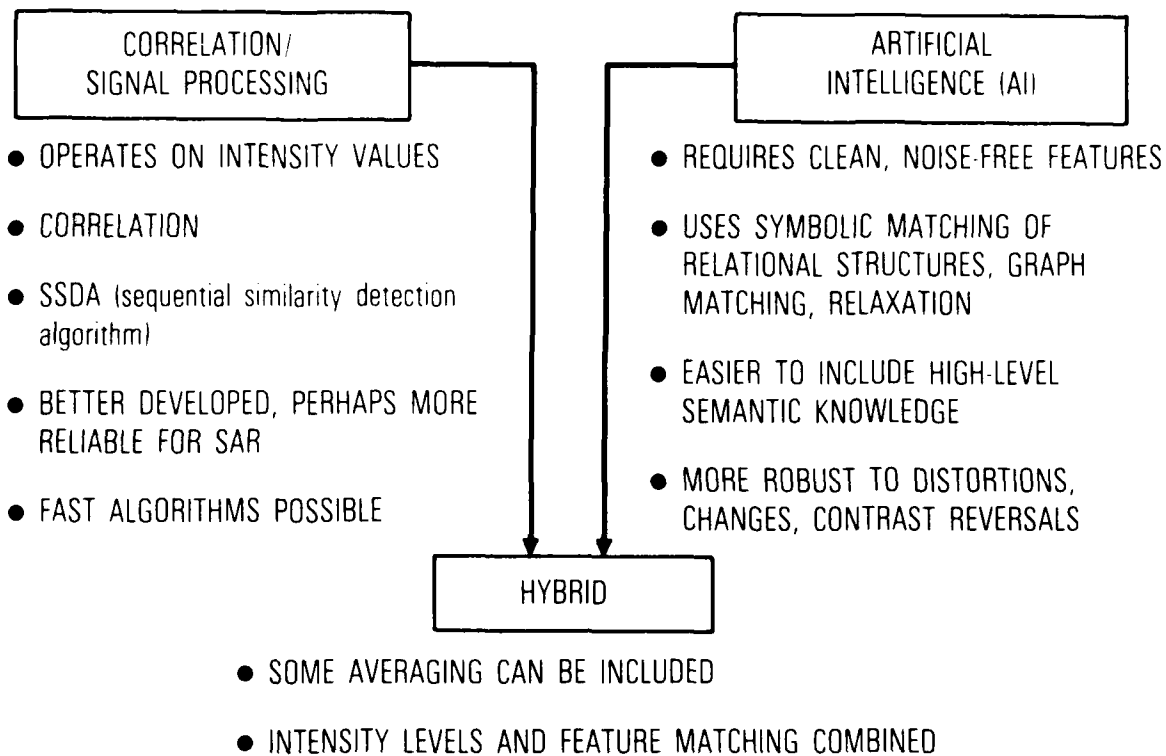 CORRELATION/
SIGNAL PROCESSING
● OPERATES ON INTENSITY VALUES
● CORRELATION
● SSDA (sequential similarity detection
algorithm)
● BETTER DEVELOPED, PERHAPS MORE
RELIABLE FOR SAR
● FAST ALGORITHMS POSSIBLE
ARTIFICIAL
INTELLIGENCE (AI)
● REQUIRES CLEAN, NOISE-FREE FEATURES
● USES SYMBOLIC MATCHING OF
RELATIONAL STRUCTURES, GRAPH
MATCHING, RELAXATION
● EASIER TO INCLUDE HIGH-LEVEL
SEMANTIC KNOWLEDGE
● MORE ROBUST TO DISTORTIONS,
CHANGES, CONTRAST REVERSALS
HYBRID
● SOME AVERAGING CAN BE INCLUDED
● INTENSITY LEVELS AND FEATURE MATCHING COMBINED